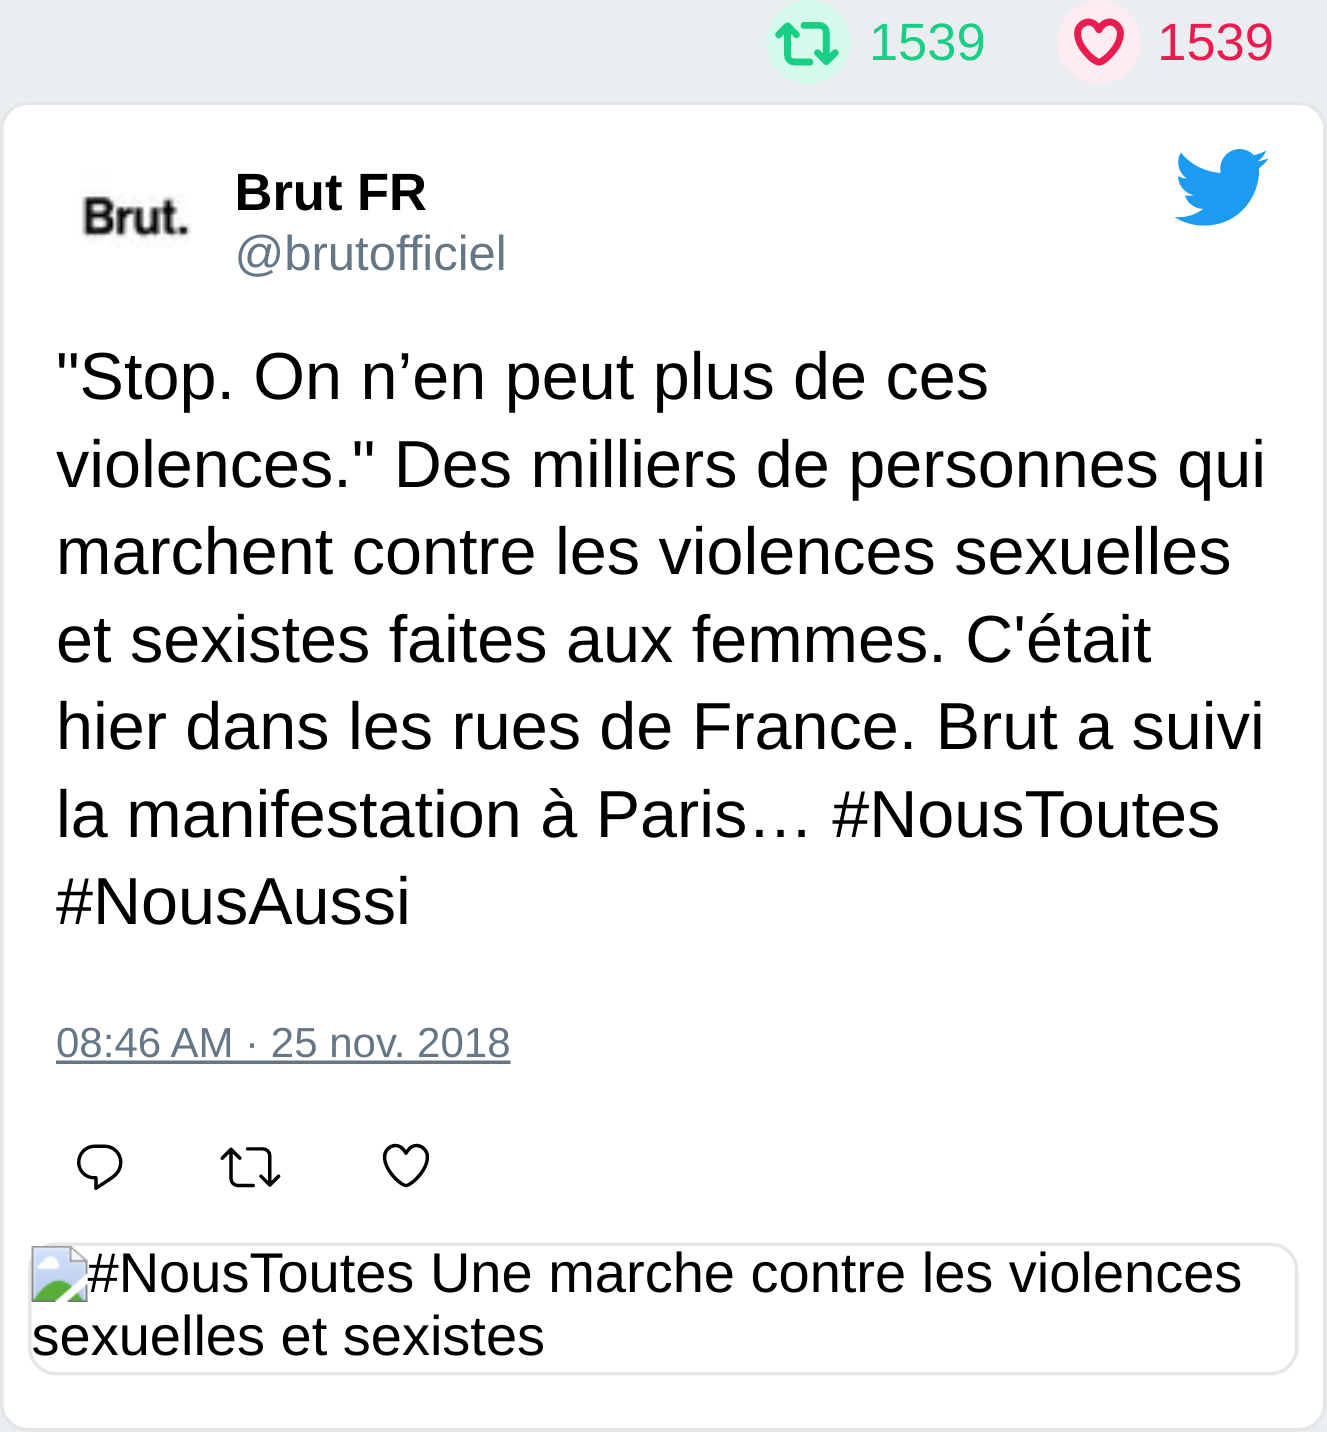 1539 1539
Brut.
Brut FR
@brutofficiel
"Stop. On n’en peut plus de ces
violences." Des milliers de personnes qui
marchent contre les violences sexuelles
et sexistes faites aux femmes. C'était
hier dans les rues de France. Brut a suivi
la manifestation à Paris… #NousToutes
#NousAussi
08:46 AM · 25 nov. 2018
#NousToutes Une marche contre les violences
sexuelles et sexistes